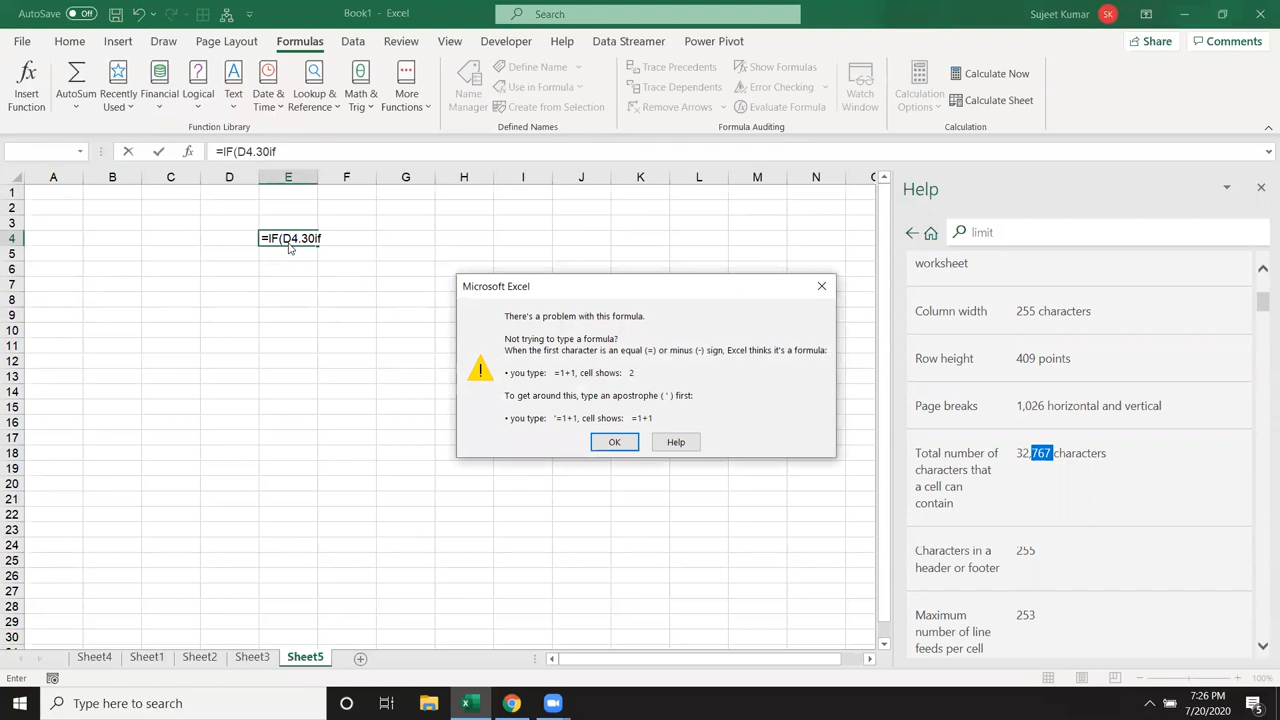 AutoSave Off Book1 - Excel Search Sujeet Kumar SK
File Home Insert Draw Page Layout Formulas Data Review View Developer Help Data Streamer Power Pivot Share Comments
Insert Function
AutoSum
Recently Used
Financial
Logical
Text
Date & Time
Lookup & Reference
Math & Trig
More Functions
Function Library
Name Manager
Define Name
Use in Formula
Create from Selection
Defined Names
Trace Precedents
Trace Dependents
Remove Arrows
Show Formulas
Error Checking
Evaluate Formula
Formula Auditing
Watch Window
Calculation Options
Calculate Now
Calculate Sheet
Calculation
fx =IF(D4.30if
A B C D E F G H I J K L M N
1
2
3
4 =IF(D4.30if
5
6
7
8
9
10
11
12
13
14
15
16
17
18
19
20
21
22
23
24
25
26
27
28
29
30
Microsoft Excel
There's a problem with this formula.
Not trying to type a formula?
When the first character is an equal (=) or minus (-) sign, Excel thinks it's a formula:
• you type: =1+1, cell shows: 2
To get around this, type an apostrophe ( ' ) first:
• you type: '=1+1, cell shows: =1+1
OK Help
Help
limit
worksheet
Column width 255 characters
Row height 409 points
Page breaks 1,026 horizontal and vertical
Total number of 32,767 characters
characters that
a cell can
contain
Characters in a 255
header or footer
Maximum 253
number of line
feeds per cell
Sheet4 Sheet1 Sheet2 Sheet3 Sheet5
Enter 100%
Type here to search
7:26 PM
7/20/2020
5